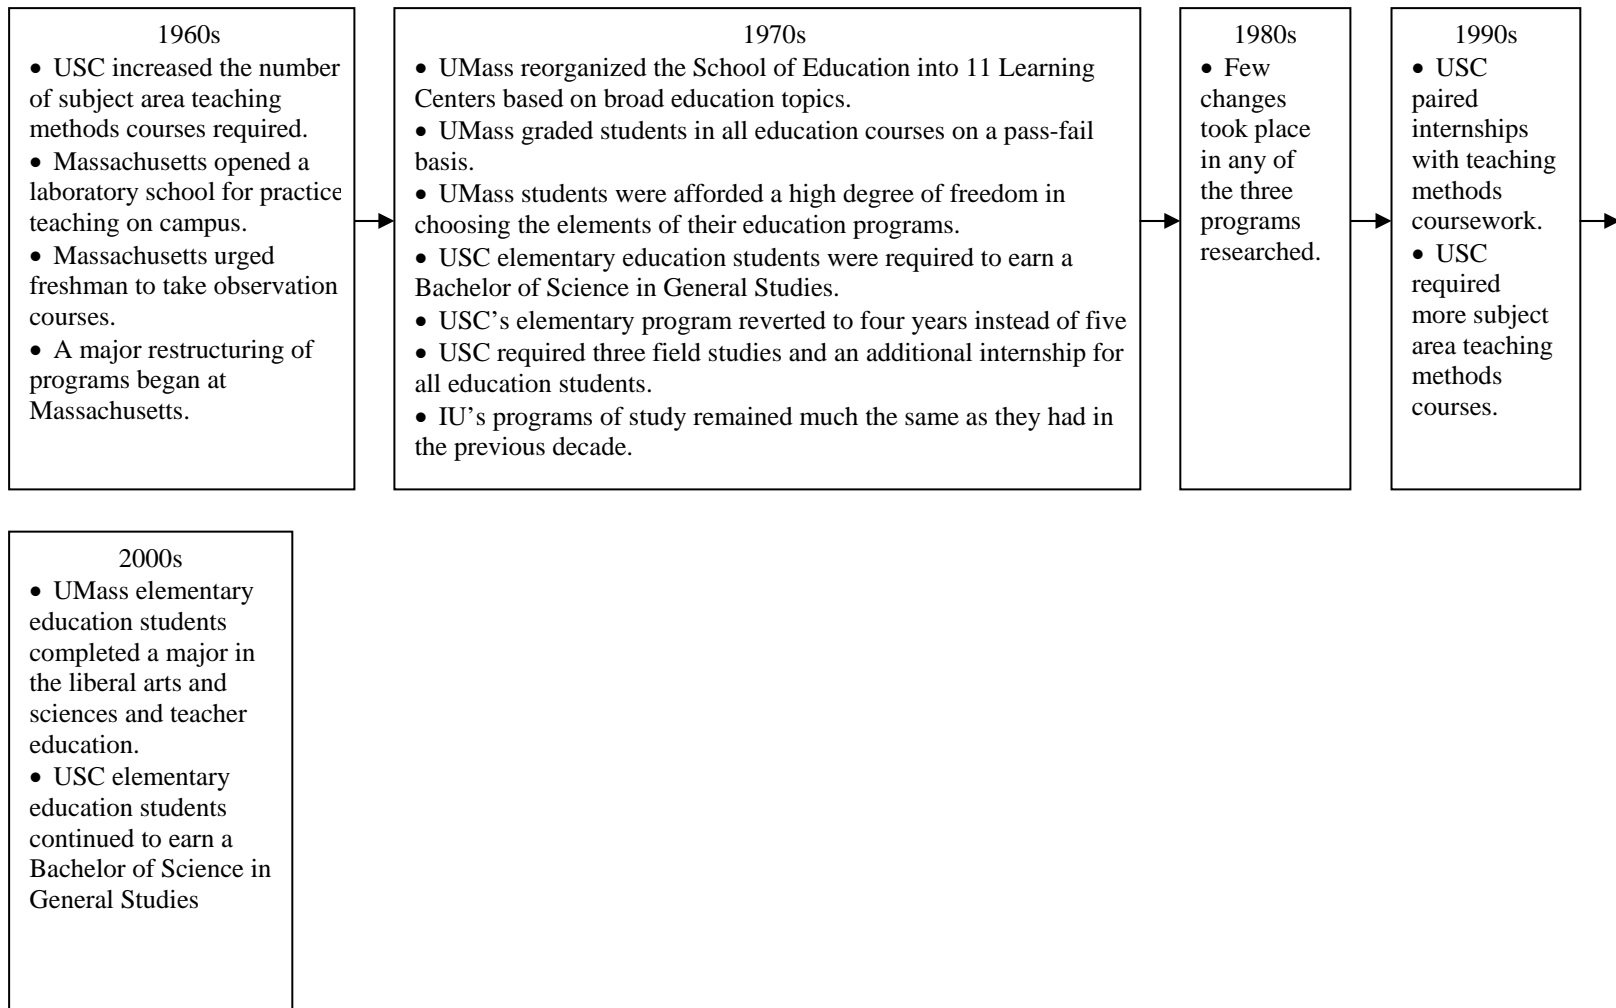 1960s
• USC increased the number
of subject area teaching
methods courses required.
• Massachusetts opened a
laboratory school for practice
teaching on campus.
• Massachusetts urged
freshman to take observation
courses.
• A major restructuring of
programs began at
Massachusetts.
1970s
• UMass reorganized the School of Education into 11 Learning
Centers based on broad education topics.
• UMass graded students in all education courses on a pass-fail
basis.
• UMass students were afforded a high degree of freedom in
choosing the elements of their education programs.
• USC elementary education students were required to earn a
Bachelor of Science in General Studies.
• USC’s elementary program reverted to four years instead of five
• USC required three field studies and an additional internship for
all education students.
• IU’s programs of study remained much the same as they had in
the previous decade.
1980s
• Few
changes
took place
in any of
the three
programs
researched.
1990s
• USC
paired
internships
with teaching
methods
coursework.
• USC
required
more subject
area teaching
methods
courses.
2000s
• UMass elementary
education students
completed a major in
the liberal arts and
sciences and teacher
education.
• USC elementary
education students
continued to earn a
Bachelor of Science in
General Studies